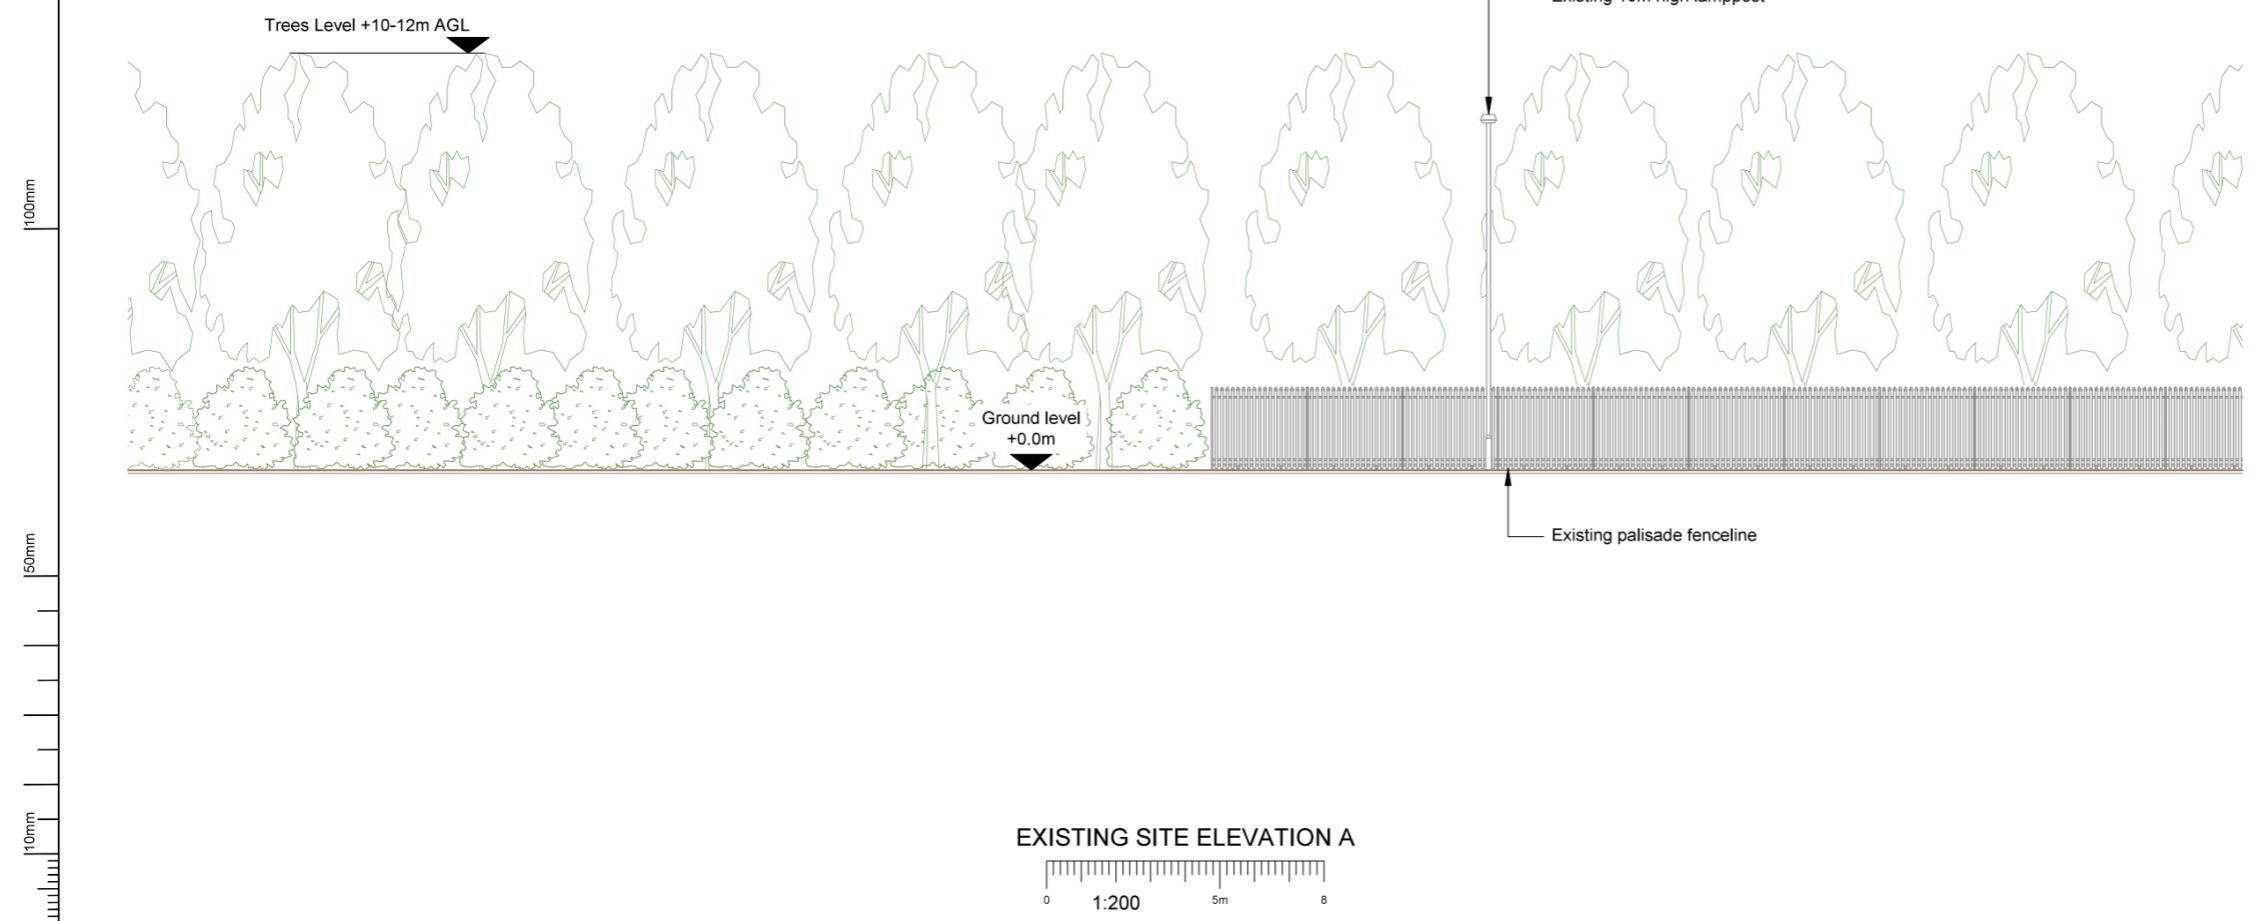 Trees Level +10-12m AGL
100mm
Ground level
+0.0m
50mm
Existing palisade fenceline
10mm
EXISTING SITE ELEVATION A
0
1:200
5m
8